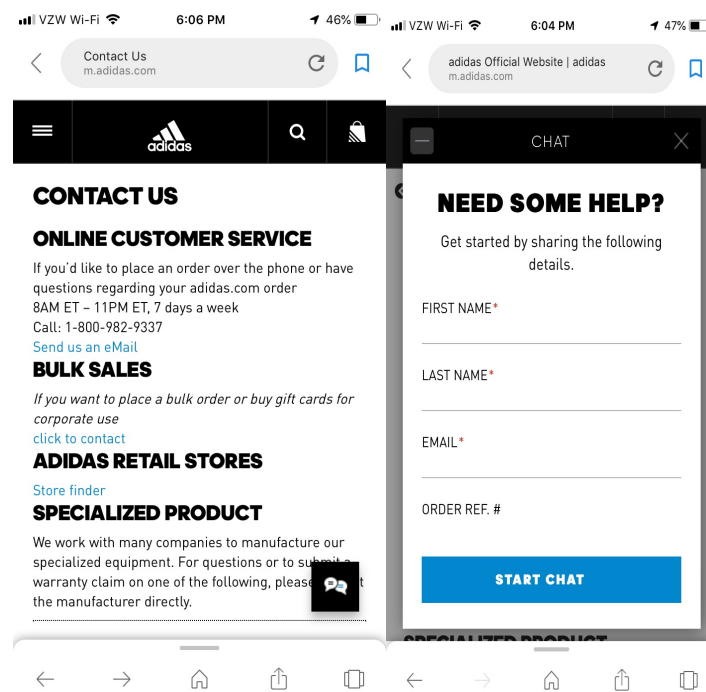 VZW Wi-Fi 6:06 PM 46%
Contact Us
m.adidas.com
adidas
CONTACT US
ONLINE CUSTOMER SERVICE
If you'd like to place an order over the phone or have
questions regarding your adidas.com order
8AM ET – 11PM ET, 7 days a week
Call: 1-800-982-9337
Send us an eMail
BULK SALES
If you want to place a bulk order or buy gift cards for
corporate use
click to contact
ADIDAS RETAIL STORES
Store finder
SPECIALIZED PRODUCT
We work with many companies to manufacture our
specialized equipment. For questions or to submit a
warranty claim on one of the following, please
the manufacturer directly.
VZW Wi-Fi 6:04 PM 47%
adidas Official Website | adidas
m.adidas.com
CHAT
NEED SOME HELP?
Get started by sharing the following
details.
FIRST NAME*
LAST NAME*
EMAIL*
ORDER REF. #
START CHAT
SPECIALIZED PRODUCT